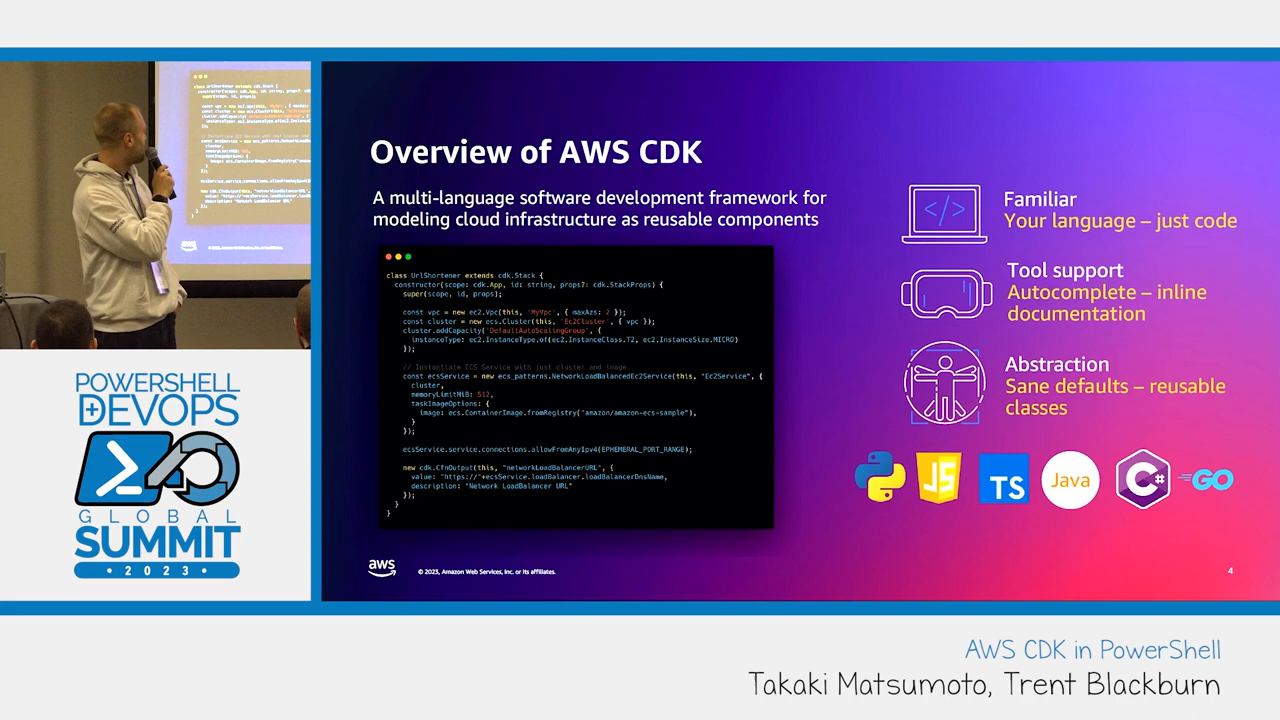 Overview of AWS CDK
A multi-language software development framework for
modeling cloud infrastructure as reusable components
class UrlShortener extends cdk.Stack {
constructor(scope: cdk.App, id: string, props?: cdk.StackProps) {
super(scope, id, props);
const vpc = new ec2.Vpc(this, 'MyVpc', { maxAzs: 2 });
const cluster = new ecs.Cluster(this, 'Ec2Cluster', { vpc });
cluster.addCapacity('DefaultAutoScalingGroup', {
instanceType: ec2.InstanceType.of(ec2.InstanceClass.T2, ec2.InstanceSize.MICRO)
});
// Instantiate ECS Service with just cluster and image
const ecsService = new ecs_patterns.NetworkLoadBalancedEc2Service(this, "Ec2Service", {
cluster,
memoryLimitMiB: 512,
taskImageOptions: {
image: ecs.ContainerImage.fromRegistry("amazon/amazon-ecs-sample"),
}
});
ecsService.service.connections.allowFromAnyIpv4(EPHEMERAL_PORT_RANGE);
new cdk.CfnOutput(this, "networkLoadBalancerURL", {
value: "https://"+ecsService.loadBalancer.loadBalancerDnsName,
description: "Network LoadBalancer URL"
});
}
}
</>
Familiar
Your language – just code
Tool support
Autocomplete – inline
documentation
Abstraction
Sane defaults – reusable
classes
JS
TS
Java
C#
GO
aws
© 2023, Amazon Web Services, Inc. or its affiliates.
4
POWERSHELL
+DEVOPS
GLOBAL
SUMMIT
• 2 0 2 3 •
AWS CDK in PowerShell
Takaki Matsumoto, Trent Blackburn